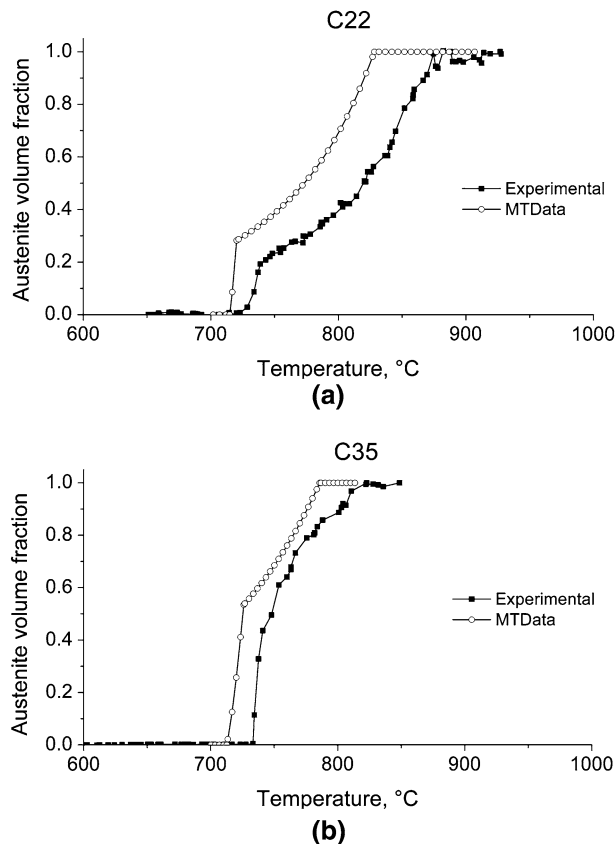 C22
Austenite volume fraction
1.0
0.8
0.6
0.4
0.2
0.0
Experimental
MTData
600 700 800 900 1000
Temperature, °C
(a)
C35
Austenite volume fraction
1.0
0.8
0.6
0.4
0.2
0.0
Experimental
MTData
600 700 800 900 1000
Temperature, °C
(b)